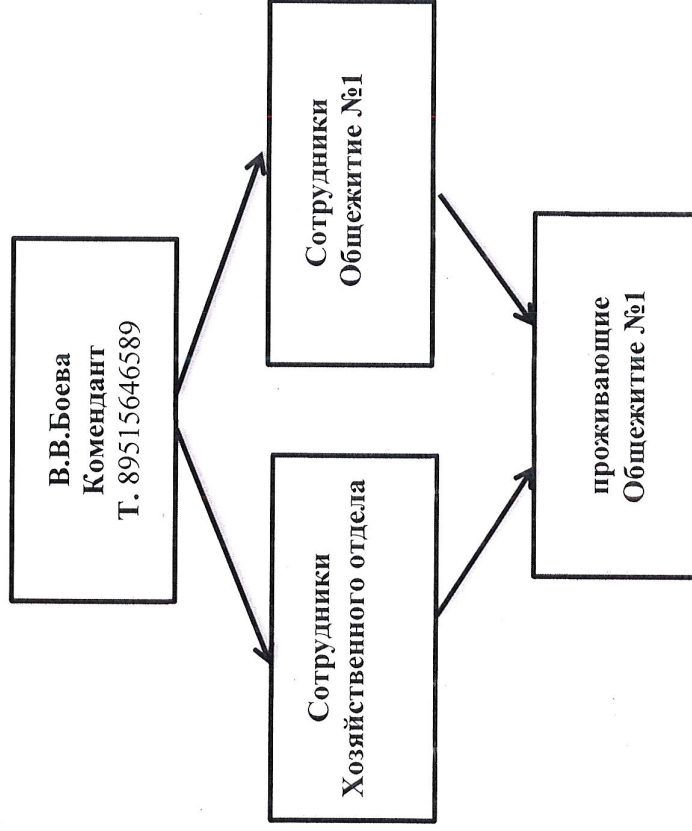 В.В.Боева
Комендант
Т. 89515646589
Сотрудники
Хозяйственного отдела
Сотрудники
Общежитие №1
проживающие
Общежитие №1